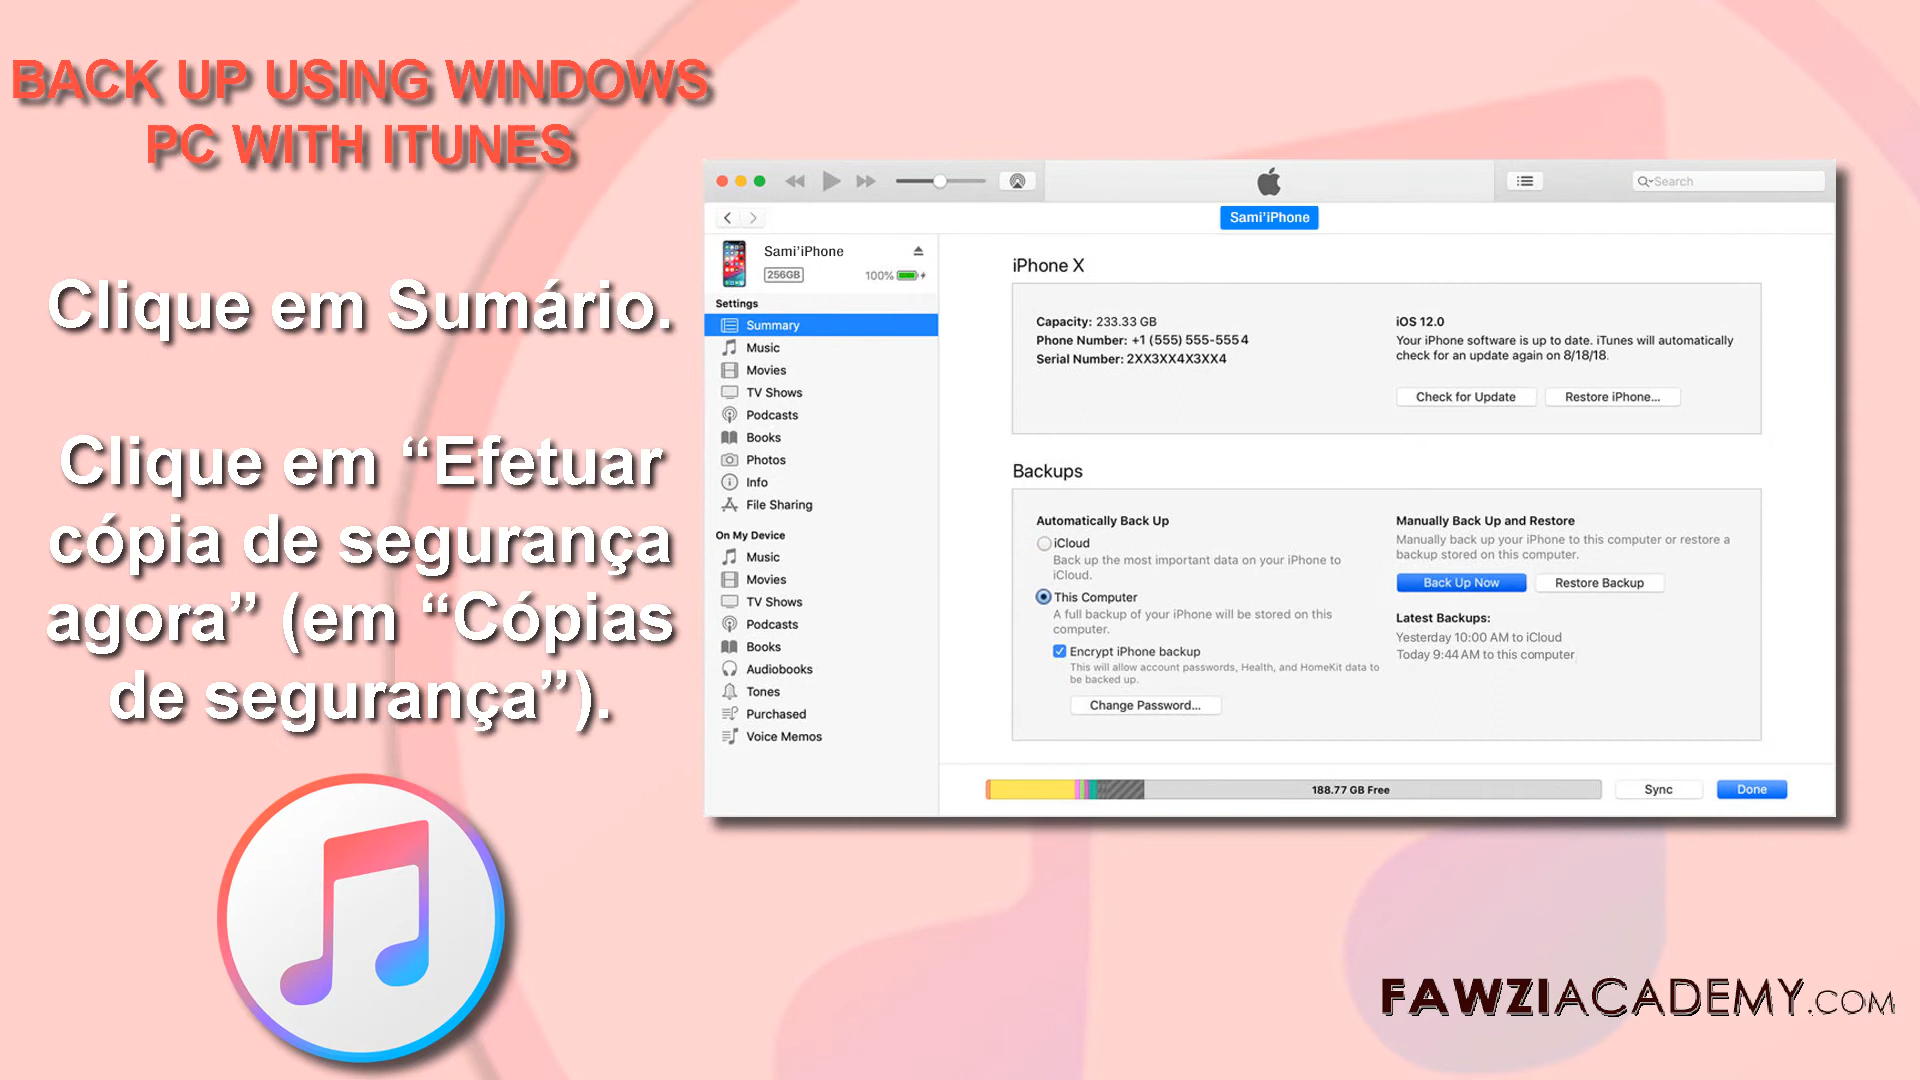 BACK UP USING WINDOWS
PC WITH ITUNES
Clique em Sumário.
Clique em “Efetuar
cópia de segurança
agora” (em “Cópias
de segurança”).
Search
Sami’iPhone
Sami’iPhone
256GB
100%
Settings
Summary
Music
Movies
TV Shows
Podcasts
Books
Photos
Info
File Sharing
On My Device
Music
Movies
TV Shows
Podcasts
Books
Audiobooks
Tones
Purchased
Voice Memos
iPhone X
Capacity: 233.33 GB
Phone Number: +1 (555) 555-5554
Serial Number: 2XX3XX4X3XX4
iOS 12.0
Your iPhone software is up to date. iTunes will automatically
check for an update again on 8/18/18.
Check for Update
Restore iPhone...
Backups
Automatically Back Up
iCloud
Back up the most important data on your iPhone to
iCloud.
This Computer
A full backup of your iPhone will be stored on this
computer.
Encrypt iPhone backup
This will allow account passwords, Health, and HomeKit data to
be backed up.
Change Password...
Manually Back Up and Restore
Manually back up your iPhone to this computer or restore a
backup stored on this computer.
Back Up Now
Restore Backup
Latest Backups:
Yesterday 10:00 AM to iCloud
Today 9:44 AM to this computer
188.77 GB Free
Sync
Done
FAWZIACADEMY.COM